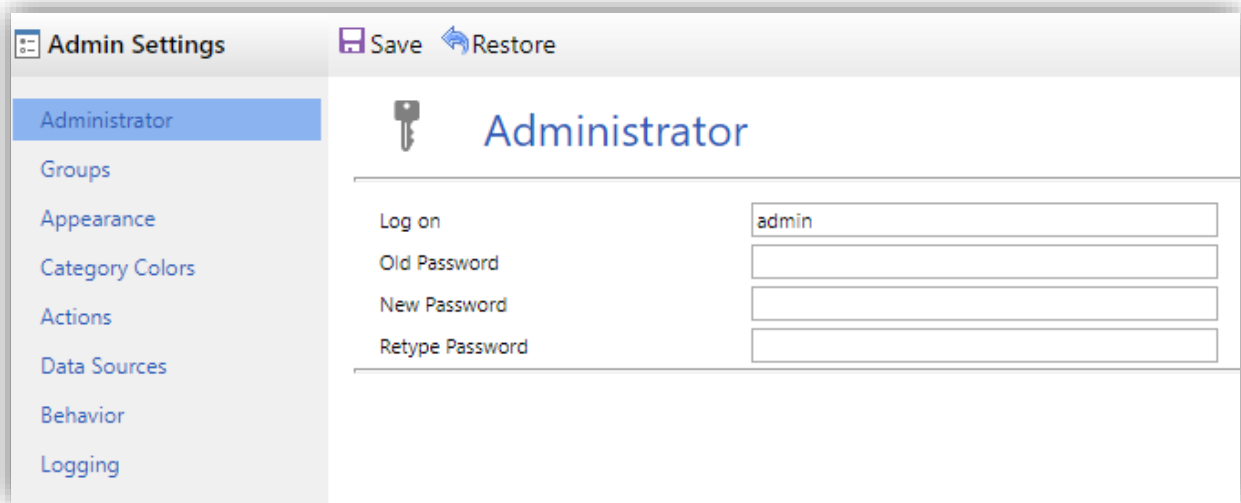 Admin Settings
Save Restore
Administrator
Groups
Appearance
Category Colors
Actions
Data Sources
Behavior
Logging
Administrator
Log on admin
Old Password
New Password
Retype Password